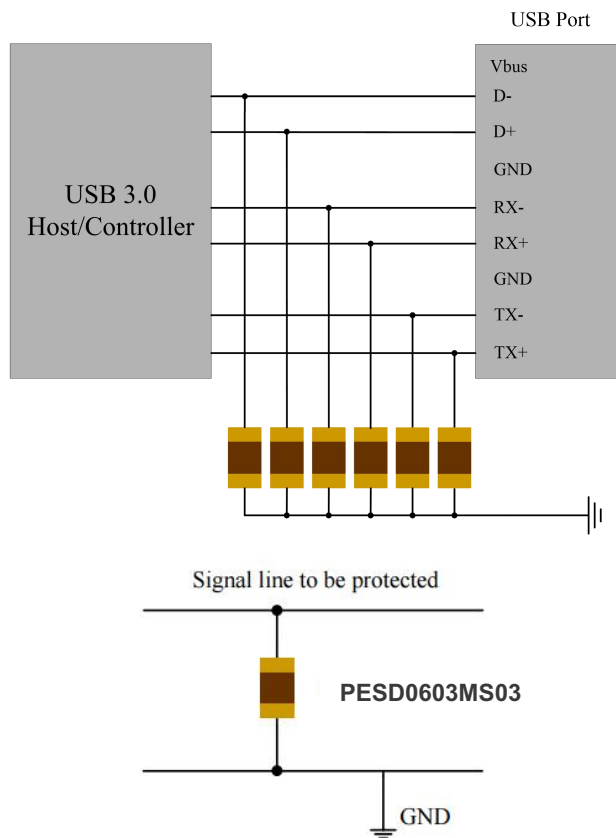 USB Port
Vbus
D-
D+
GND
USB 3.0
Host/Controller
RX-
RX+
GND
TX-
TX+
Signal line to be protected
PESD0603MS03
GND